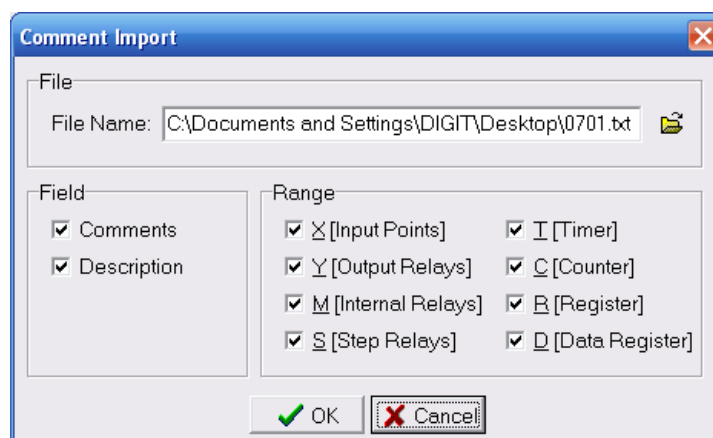 Comment Import
File
File Name: C:\Documents and Settings\DIGIT\Desktop\0701.txt
Field
Comments
Description
Range
X [Input Points]
T [Timer]
Y [Output Relays]
C [Counter]
M [Internal Relays]
R [Register]
S [Step Relays]
D [Data Register]
OK
Cancel